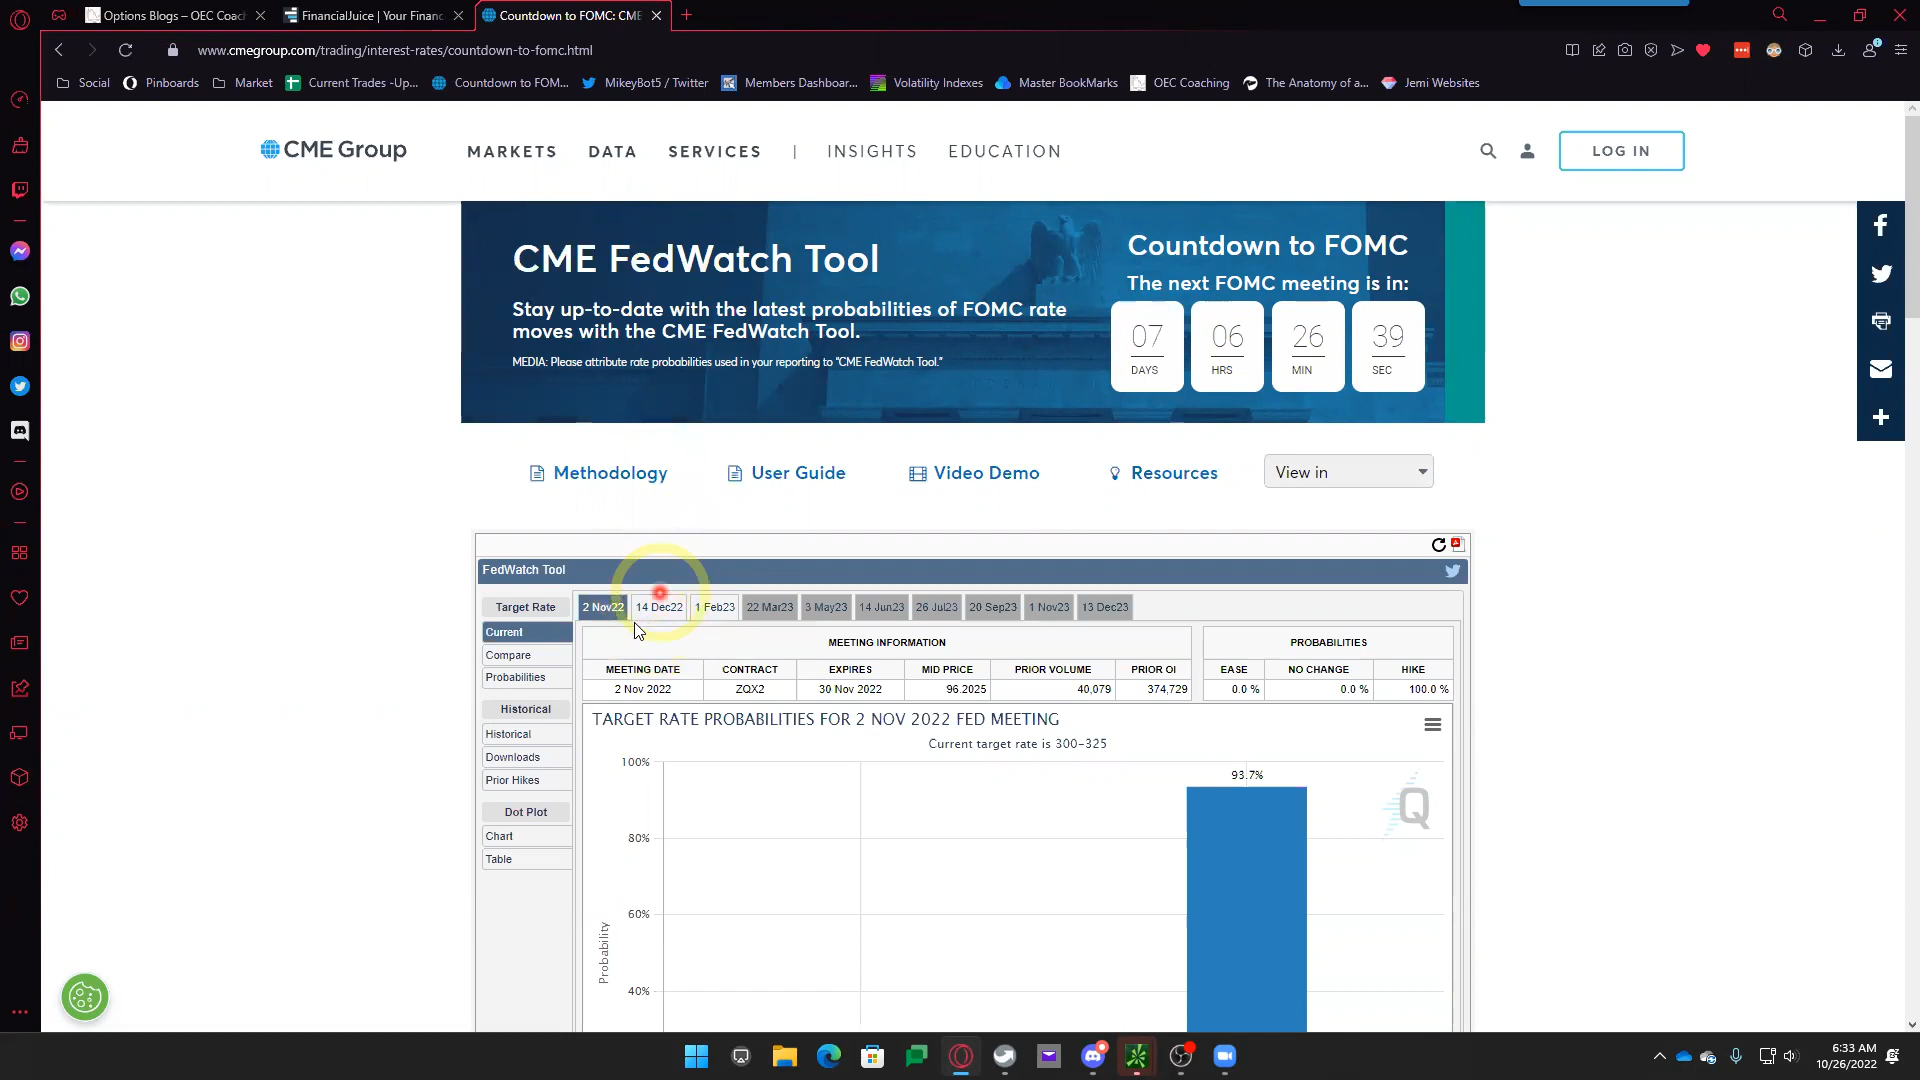 Options Blogs – OEC Coac
FinancialJuice | Your Financ
Countdown to FOMC: CME
www.cmegroup.com/trading/interest-rates/countdown-to-fomc.html
Social
Pinboards
Market
Current Trades -Up...
Countdown to FOM...
MikeyBot5 / Twitter
Members Dashboar...
Volatility Indexes
Master BookMarks
OEC Coaching
The Anatomy of a...
Jemi Websites
CME Group
MARKETS DATA SERVICES | INSIGHTS EDUCATION
LOG IN
CME FedWatch Tool
Stay up-to-date with the latest probabilities of FOMC rate
moves with the CME FedWatch Tool.
MEDIA: Please attribute rate probabilities used in your reporting to "CME FedWatch Tool."
Countdown to FOMC
The next FOMC meeting is in:
07 06 26 39
DAYS HRS MIN SEC
Methodology
User Guide
Video Demo
Resources
View in
FedWatch Tool
Target Rate
Current
Compare
Probabilities
Historical
Historical
Downloads
Prior Hikes
Dot Plot
Chart
Table
2 Nov22 14 Dec22 1 Feb23 22 Mar23 3 May23 14 Jun23 26 Jul23 20 Sep23 1 Nov23 13 Dec23
MEETING INFORMATION
MEETING DATE CONTRACT EXPIRES MID PRICE PRIOR VOLUME PRIOR OI
2 Nov 2022 ZQX2 30 Nov 2022 96.2025 40,079 374,729
PROBABILITIES
EASE NO CHANGE HIKE
0.0 % 0.0 % 100.0 %
TARGET RATE PROBABILITIES FOR 2 NOV 2022 FED MEETING
Current target rate is 300-325
100%
93.7%
Q
80%
60%
40%
Probability
6:33 AM
10/26/2022